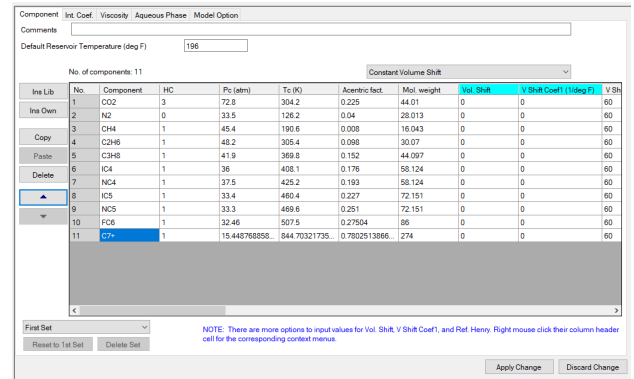 Component Int. Coef. Viscosity Aqueous Phase Model Option
Comments
Default Reservoir Temperature (deg F) 196
No. of components: 11 Constant Volume Shift
Ins Lib
Ins Own
Copy
Paste
Delete
No. Component HC Pc (atm) Tc (K) Acentric fact. Mol. weight Vol. Shift V Shift Coef1 (1/deg F) V Sh
1 CO2 3 72.8 304.2 0.225 44.01 0 0 60
2 N2 0 33.5 126.2 0.04 28.013 0 0 60
3 CH4 1 45.4 190.6 0.008 16.043 0 0 60
4 C2H6 1 48.2 305.4 0.098 30.07 0 0 60
5 C3H8 1 41.9 369.8 0.152 44.097 0 0 60
6 IC4 1 36 408.1 0.176 58.124 0 0 60
7 NC4 1 37.5 425.2 0.193 58.124 0 0 60
8 IC5 1 33.4 460.4 0.227 72.151 0 0 60
9 NC5 1 33.3 469.6 0.251 72.151 0 0 60
10 FC6 1 32.46 507.5 0.27504 86 0 0 60
11 C7+ 1 15.448768858... 844.70321735... 0.7802513866... 274 0 0 60
First Set
Reset to 1st Set Delete Set
NOTE: There are more options to input values for Vol. Shift, V Shift Coef1, and Ref. Henry. Right mouse click their column header
cell for the corresponding context menus.
Apply Change Discard Change